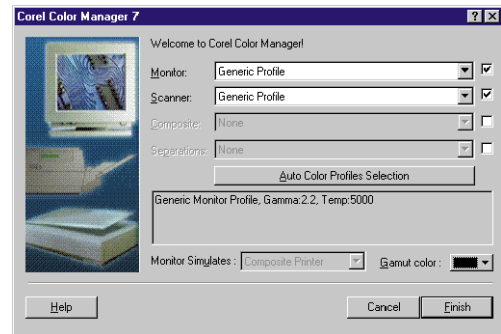 Corel Color Manager 7
Welcome to Corel Color Manager!
Monitor: Generic Profile
Scanner: Generic Profile
Composite: None
Separations: None
Auto Color Profiles Selection
Generic Monitor Profile, Gamma:2.2, Temp:5000
Monitor Simulates : Composite Printer Gamut color :
Help Cancel Finish